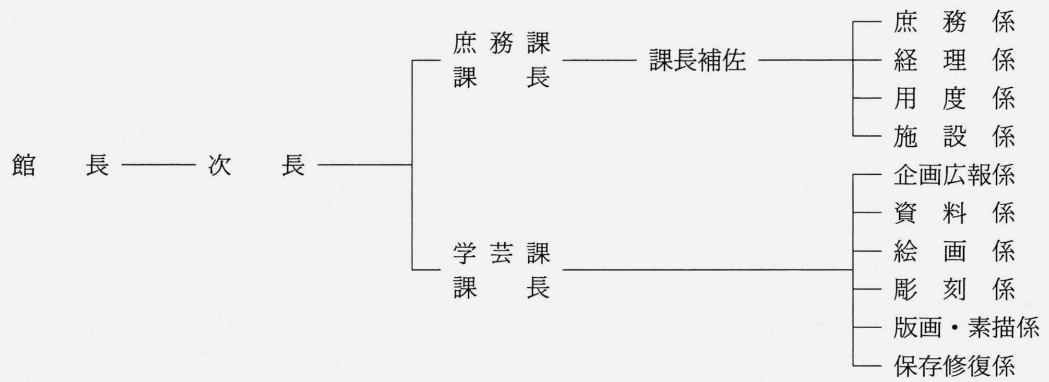 館長
次長
庶務課
課長
課長補佐
庶務係
経理係
用度係
施設係
学芸課
課長
企画広報係
資料係
絵画係
彫刻係
版画・素描係
保存修復係